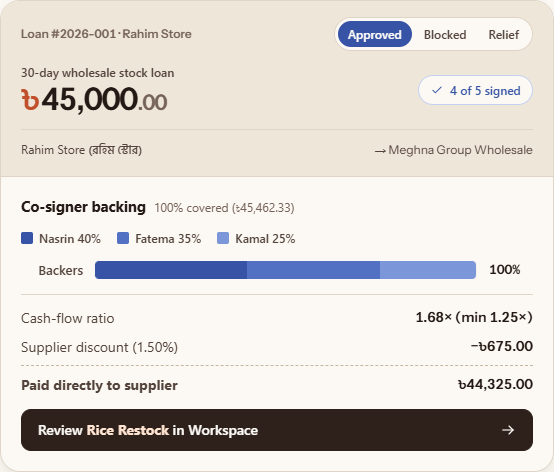 Loan #2026-001 · Rahim Store
Approved Blocked Relief
30-day wholesale stock loan
৳45,000.00
✓ 4 of 5 signed
Rahim Store (রহিম স্টোর)
→ Meghna Group Wholesale
Co-signer backing 100% covered (৳45,462.33)
Nasrin 40% Fatema 35% Kamal 25%
Backers 100%
Cash-flow ratio 1.68× (min 1.25×)
Supplier discount (1.50%) −৳675.00
Paid directly to supplier ৳44,325.00
Review Rice Restock in Workspace →